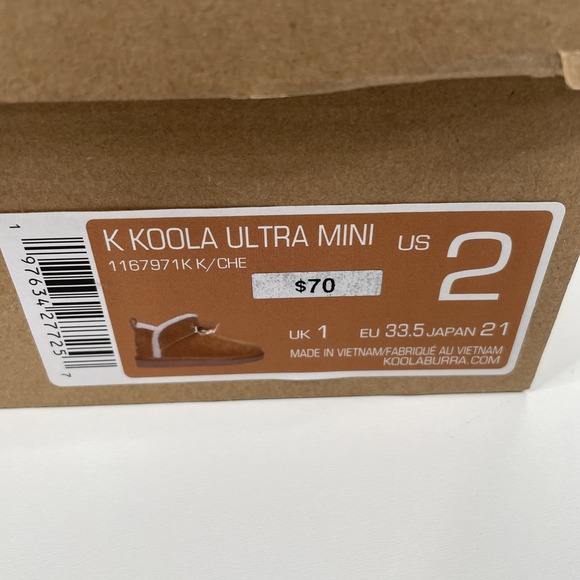 K KOOLA ULTRA MINI
1167971K K/CHE
$70
US 2
UK 1 EU 33.5 JAPAN 21
MADE IN VIETNAM/FABRIQUÉ AU VIETNAM
KOOLABURRA.COM
1 97634 27725 7